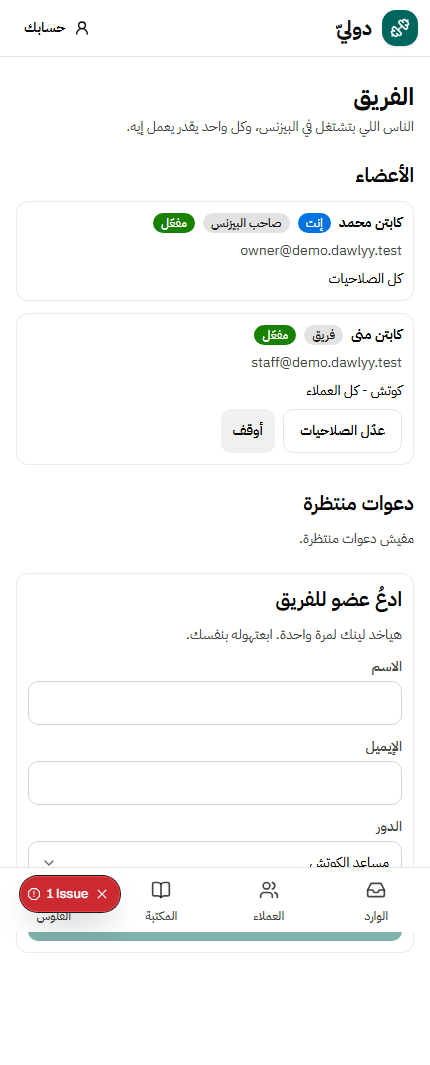 دوليّ
حسابك
الفريق
الناس اللي بتشتغل في البيزنس، وكل واحد يقدر يعمل إيه.
الأعضاء
كابتن محمد إنت صاحب البيزنس مفعّل
owner@demo.dawlyy.test
كل الصلاحيات
كابتن منى فريق مفعّل
staff@demo.dawlyy.test
كوتش - كل العملاء
عدّل الصلاحيات أوقف
دعوات منتظرة
مفيش دعوات منتظرة.
ادعُ عضو للفريق
هياخد لينك لمرة واحدة. ابعتهوله بنفسك.
الاسم
الإيميل
الدور
مساعد الكوتش
1 Issue
الوارد العملاء المكتبة الفلوس